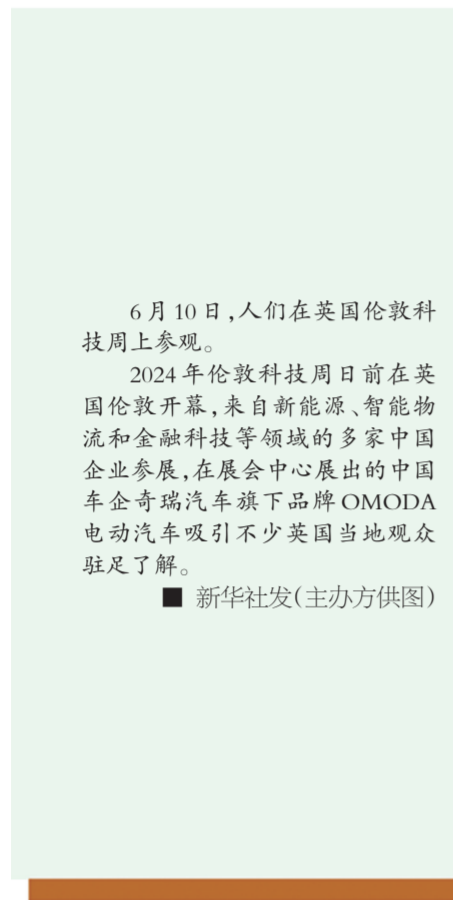 6月10日,人们在英国伦敦科
技周上参观。
2024年伦敦科技周日前在英
国伦敦开幕,来自新能源、智能物
流和金融科技等领域的多家中国
企业参展,在展会中心展出的中国
车企奇瑞汽车旗下品牌OMODA
电动汽车吸引不少英国当地观众
驻足了解。
■ 新华社发(主办方供图)